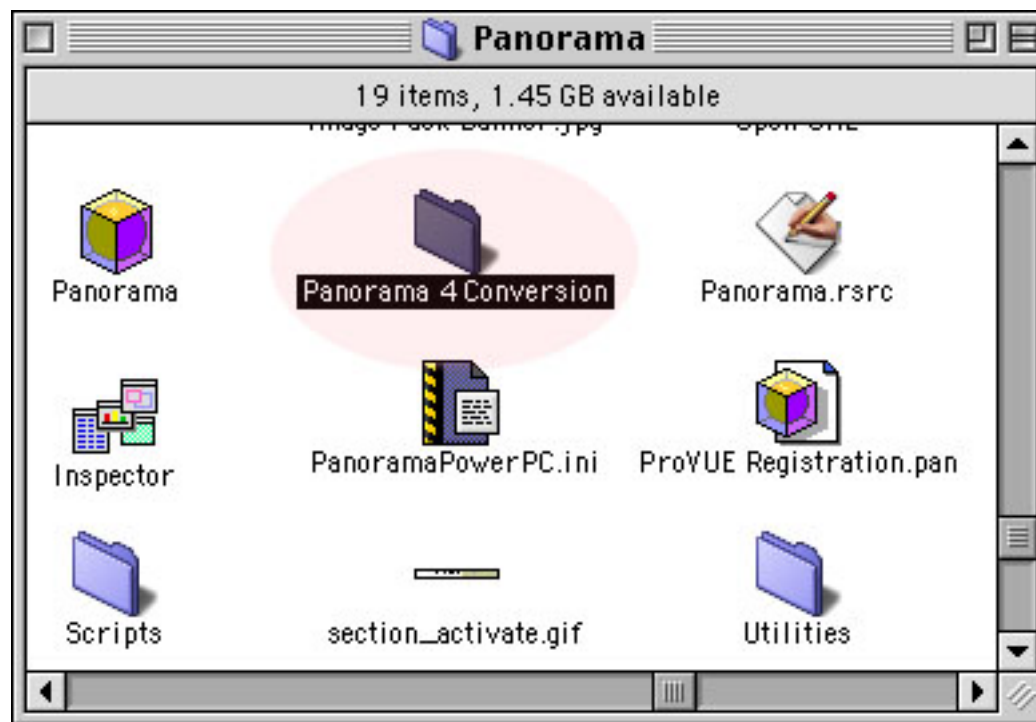 Panorama
19 items, 1.45 GB available
Panorama
Panorama 4 Conversion
Panorama.rsrc
Inspector
PanoramaPowerPC.ini
ProVUE Registration.pan
Scripts
section_activate.gif
Utilities